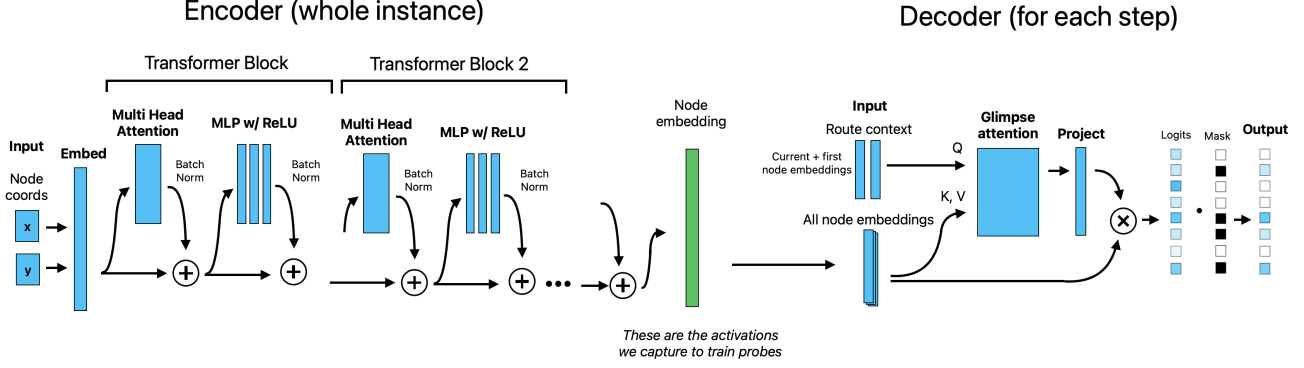 Encoder (whole instance)
Decoder (for each step)
Transformer Block
Transformer Block 2
Input
Node
coords
x
y
Embed
Multi Head
Attention
Batch
Norm
MLP w/ ReLU
Batch
Norm
+
+
Multi Head
Attention
Batch
Norm
MLP w/ ReLU
Batch
Norm
+
+
•••
+
Node
embedding
These are the activations
we capture to train probes
Input
Route context
Current + first
node embeddings
Q
K, V
All node embeddings
Glimpse
attention
Project
×
Logits
Mask
Output